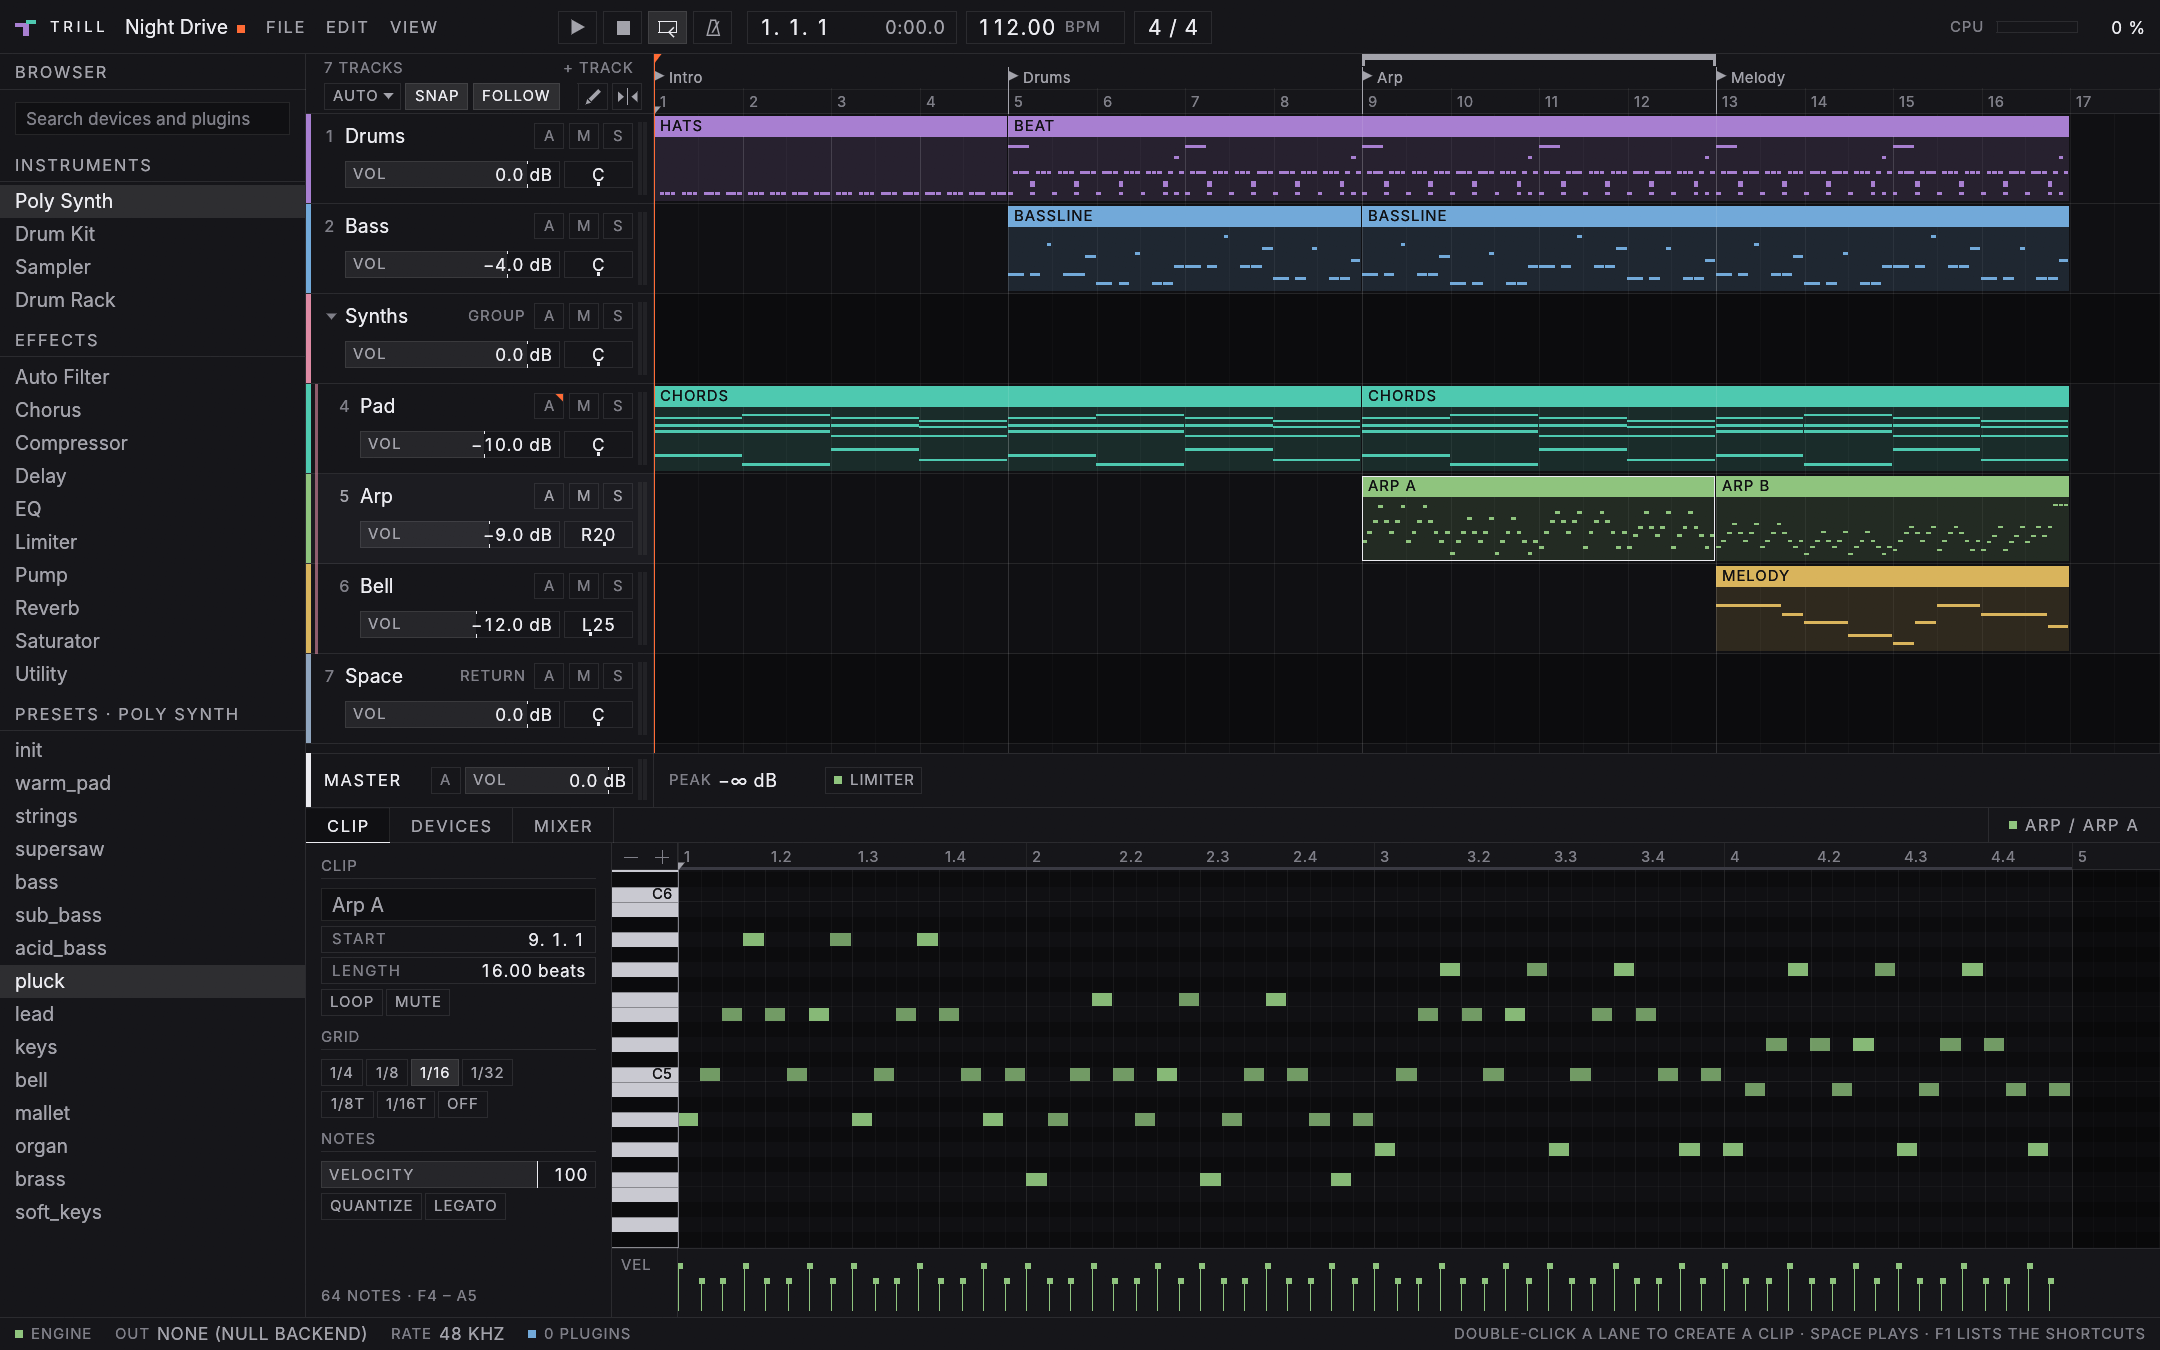 TRILL Night Drive FILE EDIT VIEW 1. 1. 1 0:00.0 112.00 BPM 4 / 4 CPU 0 %
BROWSER
Search devices and plugins
INSTRUMENTS
Poly Synth
Drum Kit
Sampler
Drum Rack
EFFECTS
Auto Filter
Chorus
Compressor
Delay
EQ
Limiter
Pump
Reverb
Saturator
Utility
PRESETS · POLY SYNTH
init
warm_pad
strings
supersaw
bass
sub_bass
acid_bass
pluck
lead
keys
bell
mallet
organ
brass
soft_keys
7 TRACKS + TRACK
AUTO SNAP FOLLOW
Intro Drums Arp Melody
1 2 3 4 5 6 7 8 9 10 11 12 13 14 15 16 17
1 Drums A M S
VOL 0.0 dB C
HATS BEAT
2 Bass A M S
VOL −4.0 dB C
BASSLINE BASSLINE
Synths GROUP A M S
VOL 0.0 dB C
4 Pad A M S
VOL −10.0 dB C
CHORDS CHORDS
5 Arp A M S
VOL −9.0 dB R20
ARP A ARP B
6 Bell A M S
VOL −12.0 dB L25
MELODY
7 Space RETURN A M S
VOL 0.0 dB C
MASTER A VOL 0.0 dB PEAK −∞ dB LIMITER
CLIP DEVICES MIXER ARP / ARP A
CLIP
Arp A
START 9. 1. 1
LENGTH 16.00 beats
LOOP MUTE
GRID
1/4 1/8 1/16 1/32
1/8T 1/16T OFF
NOTES
VELOCITY 100
QUANTIZE LEGATO
64 NOTES · F4 – A5
1 1.2 1.3 1.4 2 2.2 2.3 2.4 3 3.2 3.3 3.4 4 4.2 4.3 4.4 5
C6
C5
VEL
ENGINE OUT NONE (NULL BACKEND) RATE 48 KHZ 0 PLUGINS DOUBLE-CLICK A LANE TO CREATE A CLIP · SPACE PLAYS · F1 LISTS THE SHORTCUTS